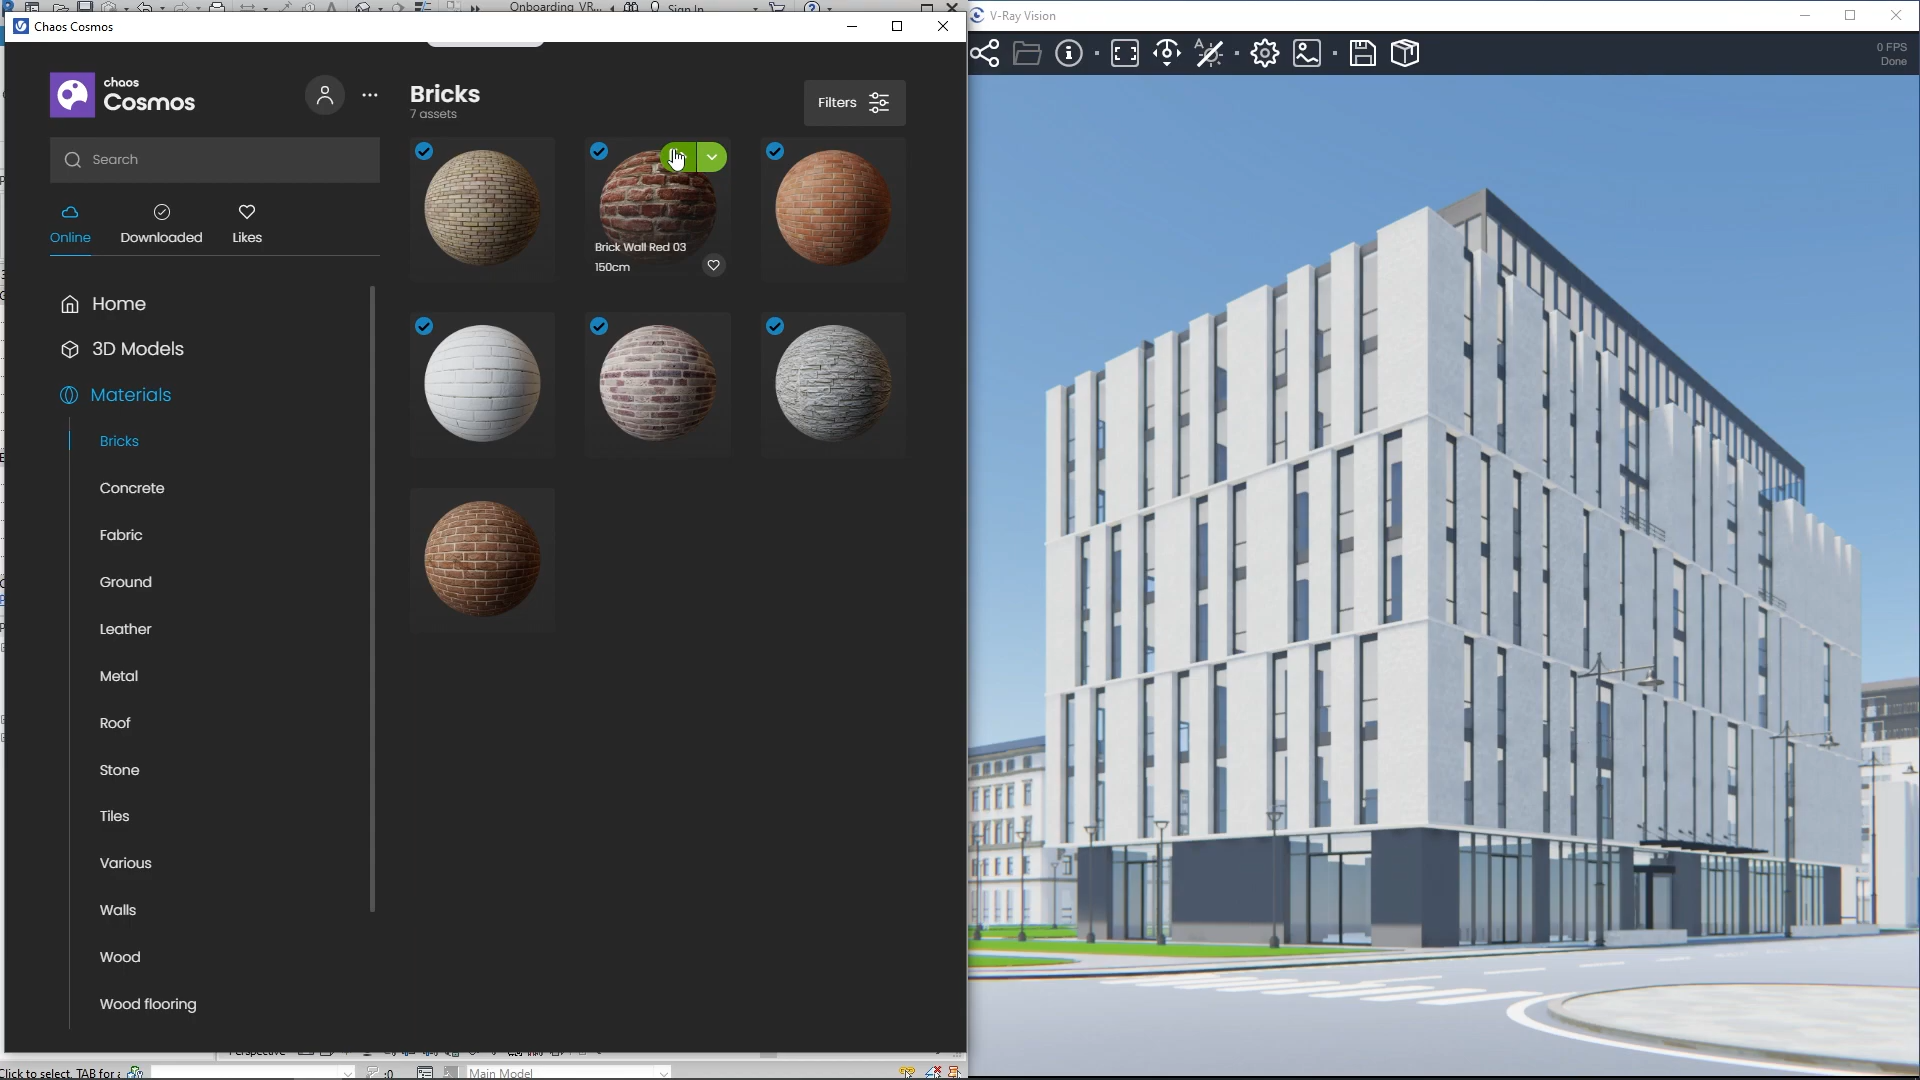 Onboarding VR...
Sign In
Chaos Cosmos
V-Ray Vision
0 FPS
Done
chaos
Cosmos
Bricks
7 assets
Filters
Search
Online
Downloaded
Likes
Brick Wall Red 03
150cm
Home
3D Models
Materials
Bricks
Concrete
Fabric
Ground
Leather
Metal
Roof
Stone
Tiles
Various
Walls
Wood
Wood flooring
Perspective
Click to select, TAB for a
:0
Main Model